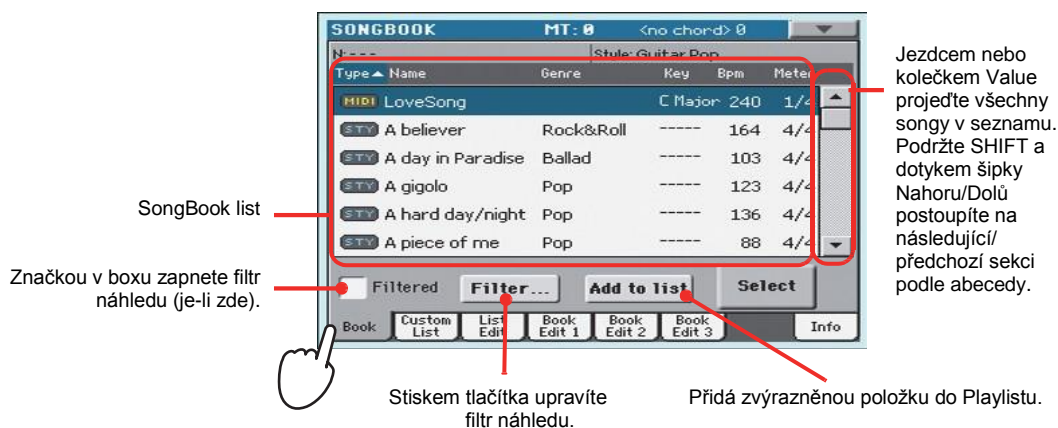 SONGBOOK MT: 0 <no chord> 0
N:--- Style: Guitar Pop
Type Name Genre Key Bpm Meter
MIDI LoveSong C Major 240 1/4
STY A believer Rock&Roll ----- 164 4/4
STY A day in Paradise Ballad ----- 103 4/4
STY A gigolo Pop ----- 123 4/4
STY A hard day/night Pop ----- 136 4/4
STY A piece of me Pop ----- 88 4/4
Filtered Filter... Add to list Select
Book Custom List List Edit Book Edit 1 Book Edit 2 Book Edit 3 Info
SongBook list
Značkou v boxu zapnete filtr
náhledu (je-li zde).
Jezdcem nebo
kolečkem Value
projeďte všechny
songy v seznamu.
Podržte SHIFT a
dotykem šipky
Nahoru/Dolů
postoupíte na
následující/
předchozí sekci
podle abecedy.
Stiskem tlačítka upravíte
filtr náhledu.
Přidá zvýrazněnou položku do Playlistu.